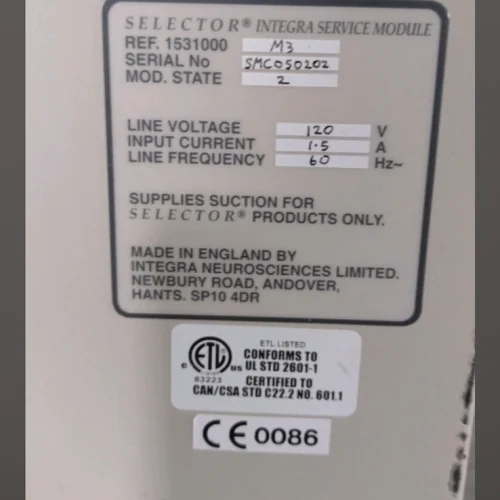 SELECTOR® INTEGRA SERVICE MODULE
REF. 1531000 M3
SERIAL No SMC050202
MOD. STATE 2
LINE VOLTAGE 120 V
INPUT CURRENT 1.5 A
LINE FREQUENCY 60 Hz~
SUPPLIES SUCTION FOR
SELECTOR® PRODUCTS ONLY.
MADE IN ENGLAND BY
INTEGRA NEUROSCIENCES LIMITED.
NEWBURY ROAD, ANDOVER,
HANTS. SP10 4DR
ETL LISTED
CONFORMS TO
UL STD 2601-1
C ETL US
83223
CERTIFIED TO
CAN/CSA STD C22.2 NO. 601.1
CE 0086